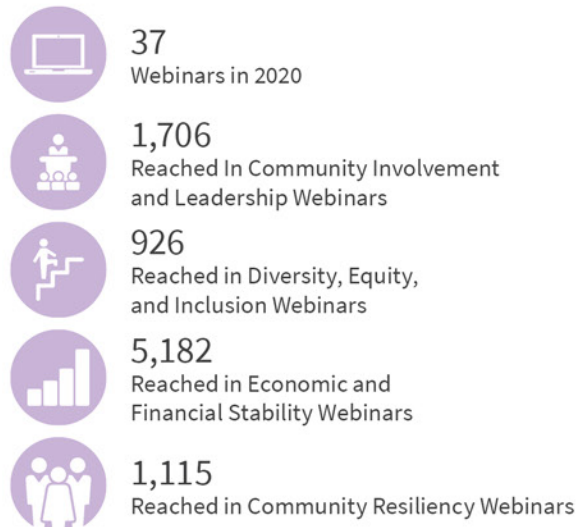 37
Webinars in 2020
1,706
Reached In Community Involvement
and Leadership Webinars
926
Reached in Diversity, Equity,
and Inclusion Webinars
5,182
Reached in Economic and
Financial Stability Webinars
1,115
Reached in Community Resiliency Webinars